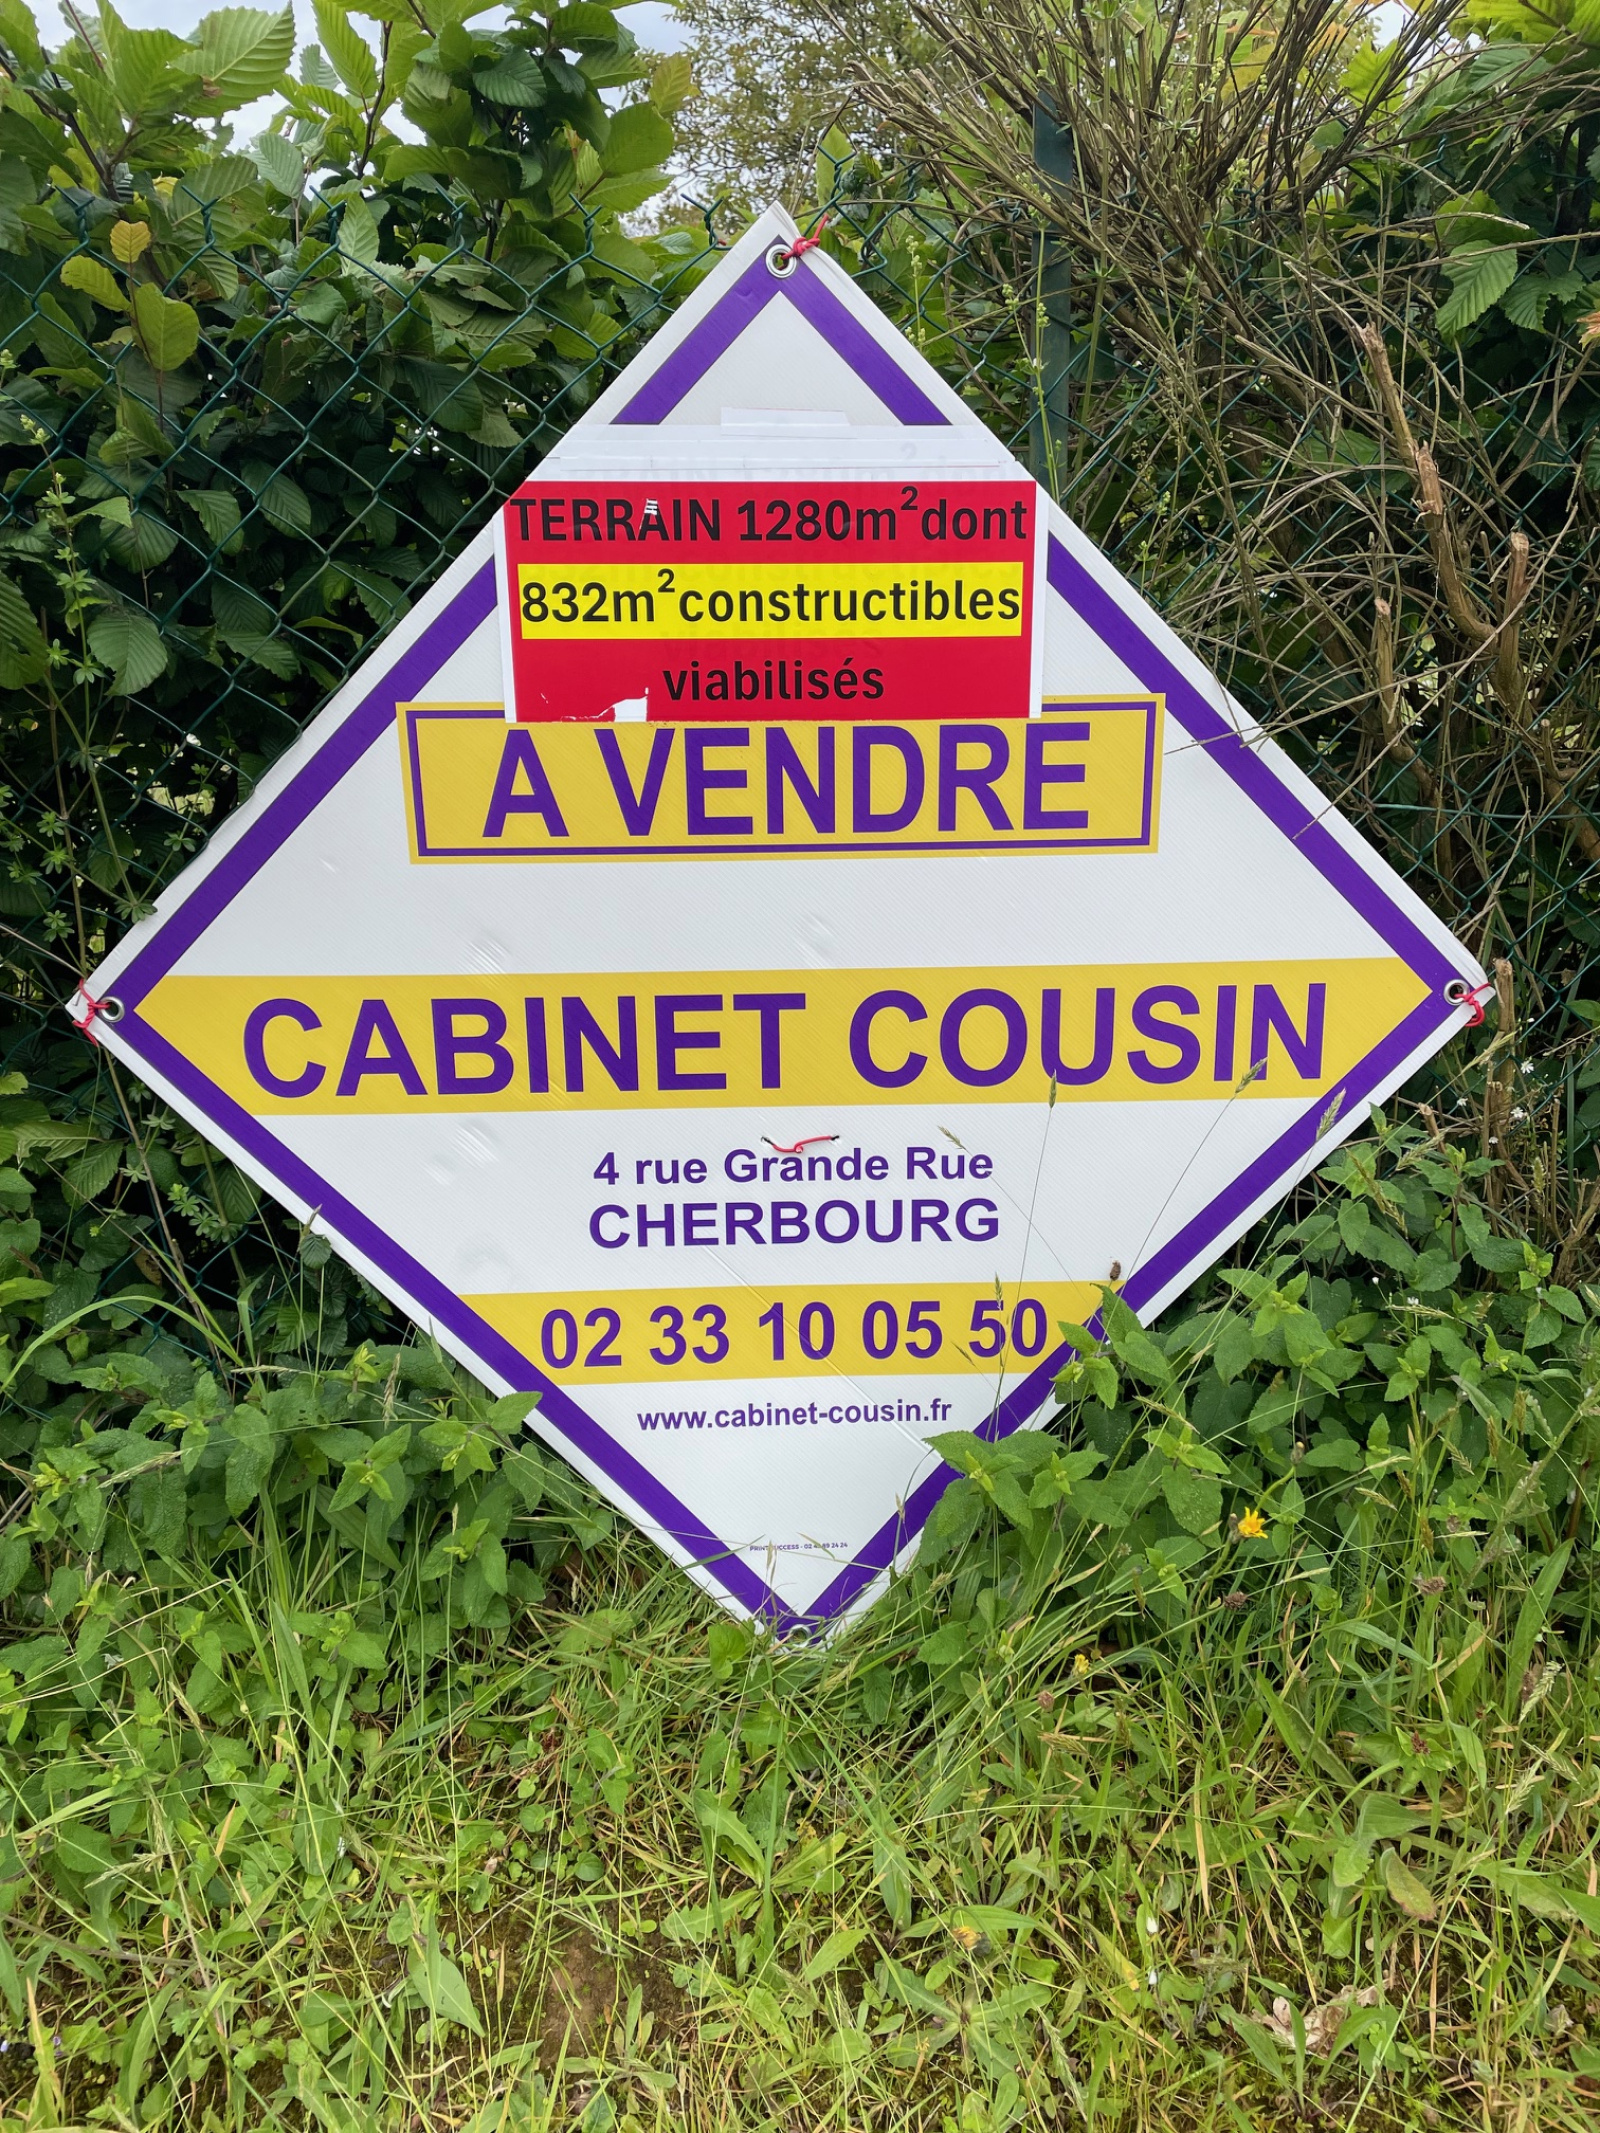 TERRAIN 1280m²dont
832m²constructibles
viabilisés
A VENDRE
CABINET COUSIN
4 rue Grande Rue
CHERBOURG
02 33 10 05 50
www.cabinet-cousin.fr